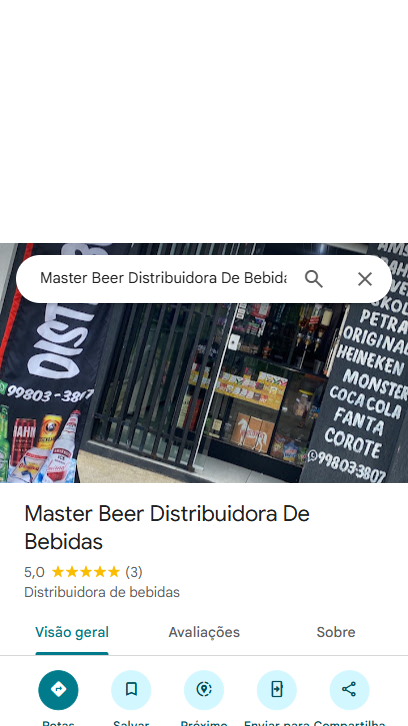 Master Beer Distribuidora De Bebida
DIST
99803-3807
AMS
BAH
SKOL
PETRA
ORIGINAL
HEINEKEN
MONSTER
COCA COLA
FANTA
COROTE
99803-3807
Master Beer Distribuidora De
Bebidas
5,0 (3)
Distribuidora de bebidas
Visão geral Avaliações Sobre
Rotas Salvar Próximo Enviar para Compartilha